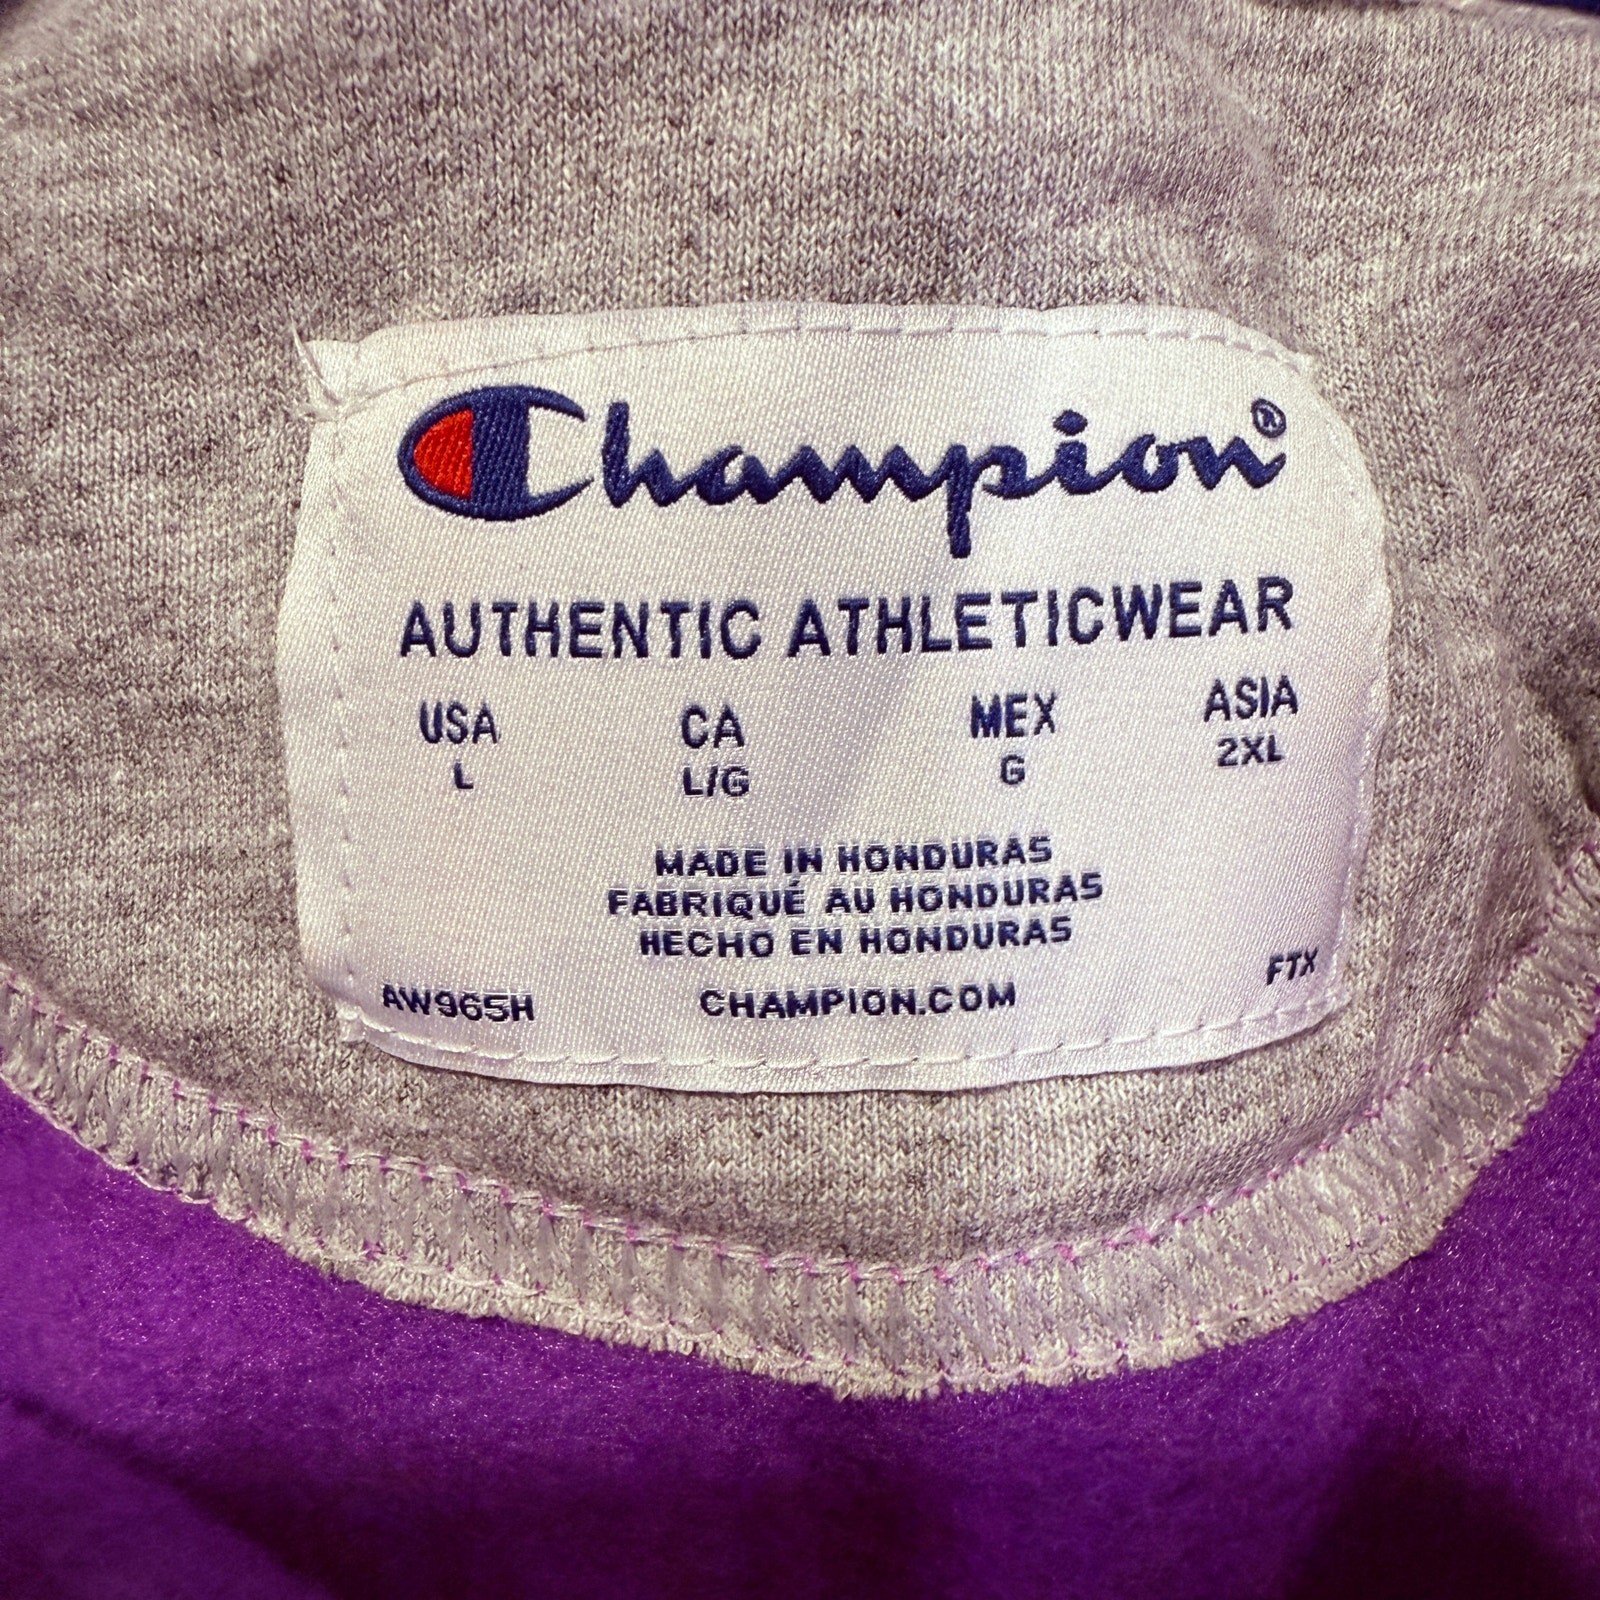 Champion®
AUTHENTIC ATHLETICWEAR
USA CA MEX ASIA
L L/G G 2XL
MADE IN HONDURAS
FABRIQUÉ AU HONDURAS
HECHO EN HONDURAS
AW965H CHAMPION.COM FTX